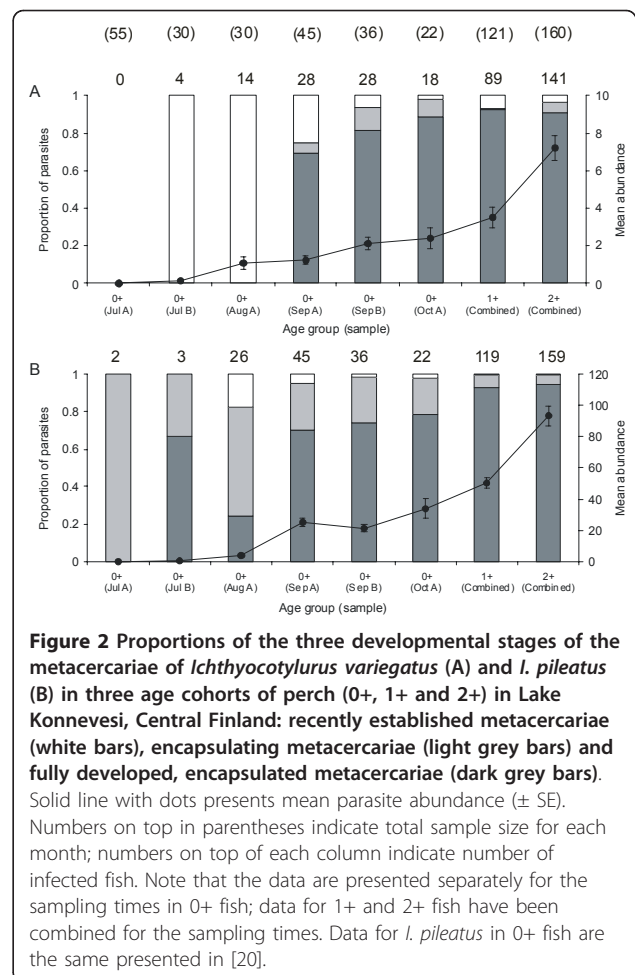 (55) (30) (30) (45) (36) (22) (121) (160)
0 4 14 28 28 18 89 141
A
1 10
0.8 8
0.6 6
0.4 4
0.2 2
0 0
Proportion of parasites
Mean abundance
0+ 0+ 0+ 0+ 0+ 0+ 1+ 2+
(Jul A) (Jul B) (Aug A) (Sep A) (Sep B) (Oct A) (Combined) (Combined)
Age group (sample)
2 3 26 45 36 22 119 159
B
1 120
100
0.8
80
0.6
60
0.4
40
0.2
20
0 0
Proportion of parasites
Mean abundance
0+ 0+ 0+ 0+ 0+ 0+ 1+ 2+
(Jul A) (Jul B) (Aug A) (Sep A) (Sep B) (Oct A) (Combined) (Combined)
Age group (sample)
Figure 2 Proportions of the three developmental stages of the
metacercariae of Ichthyocotylurus variegatus (A) and I. pileatus
(B) in three age cohorts of perch (0+, 1+ and 2+) in Lake
Konnevesi, Central Finland: recently established metacercariae
(white bars), encapsulating metacercariae (light grey bars) and
fully developed, encapsulated metacercariae (dark grey bars).
Solid line with dots presents mean parasite abundance (± SE).
Numbers on top in parentheses indicate total sample size for each
month; numbers on top of each column indicate number of
infected fish. Note that the data are presented separately for the
sampling times in 0+ fish; data for 1+ and 2+ fish have been
combined for the sampling times. Data for I. pileatus in 0+ fish are
the same presented in [20].